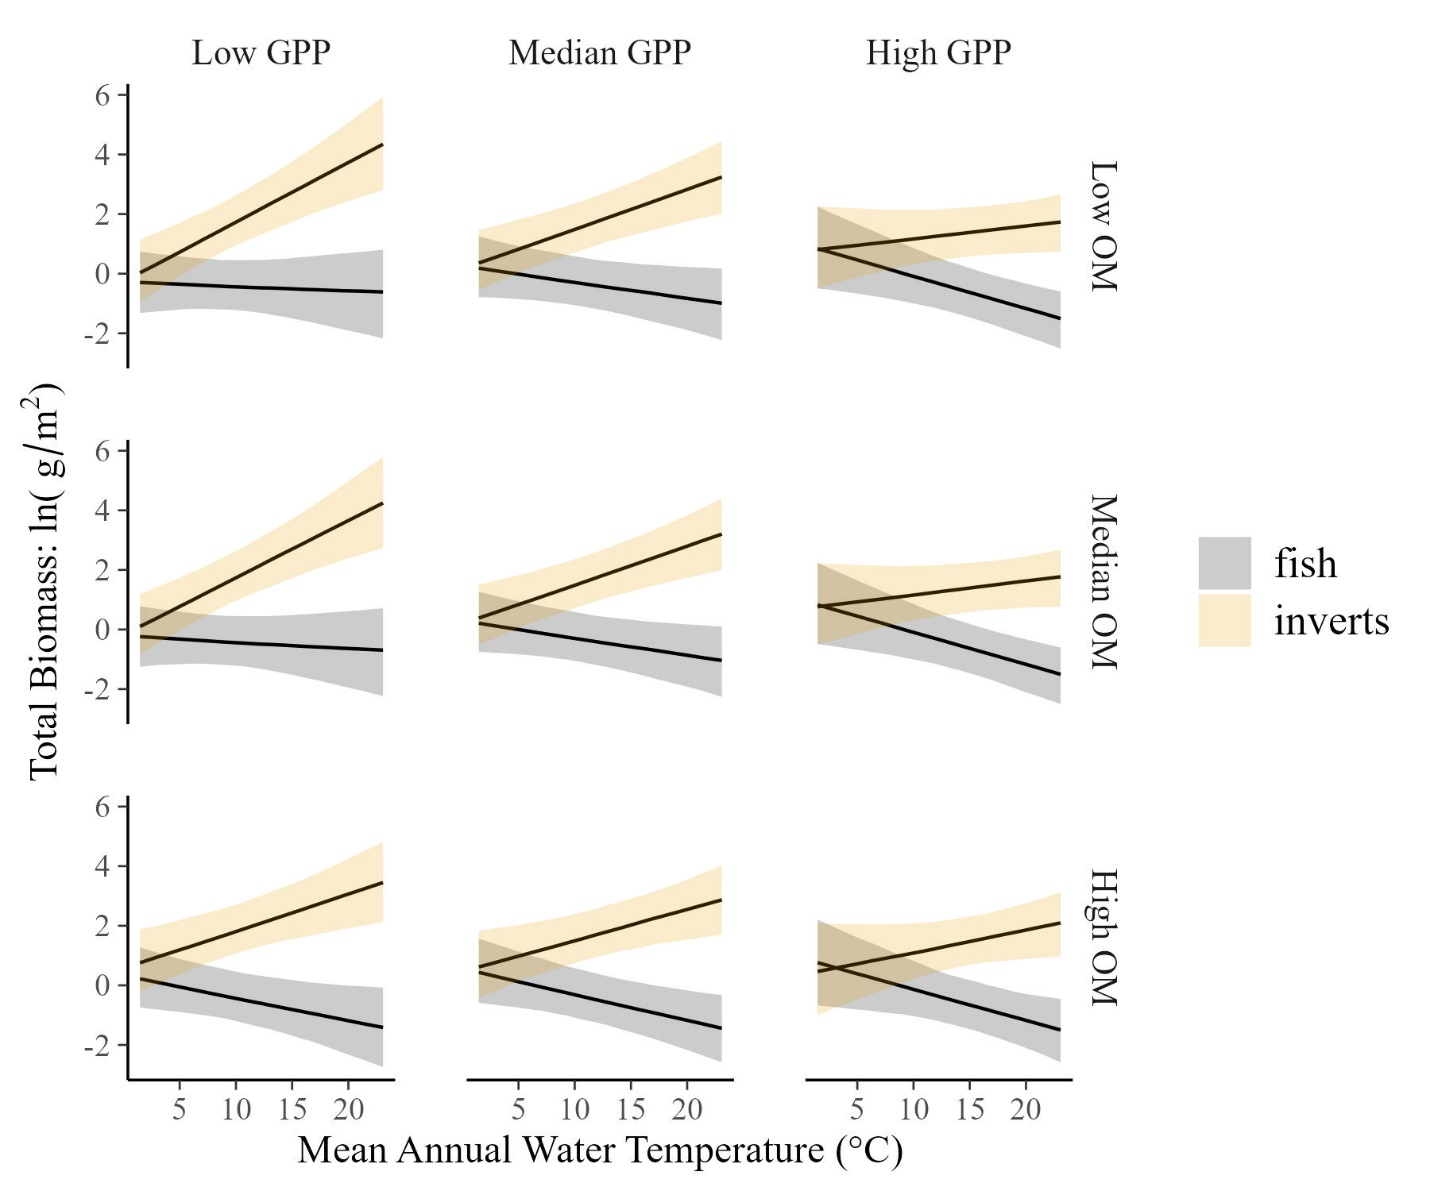 Low GPP Median GPP High GPP
6
4
2
0
-2
Low OM
6
4
2
0
-2
Median OM
6
4
2
0
-2
High OM
5 10 15 20 5 10 15 20 5 10 15 20
Mean Annual Water Temperature (°C)
Total Biomass: ln( g/m²)
fish
inverts